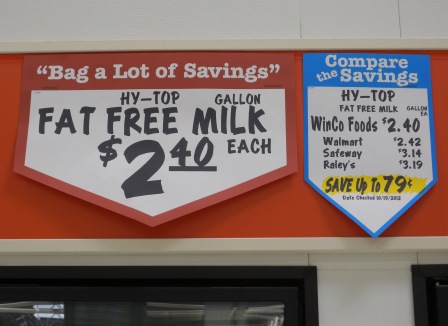 "Bag a Lot of Savings"
HY-TOP GALLON
FAT FREE MILK
$2.40 EACH
Compare
the Savings
HY-TOP
FAT FREE MILK GALLON EA
WinCo Foods $2.40
Walmart $2.42
Safeway $3.14
Raley's $3.19
SAVE Up TO 79¢
Date Checked 10/19/2012